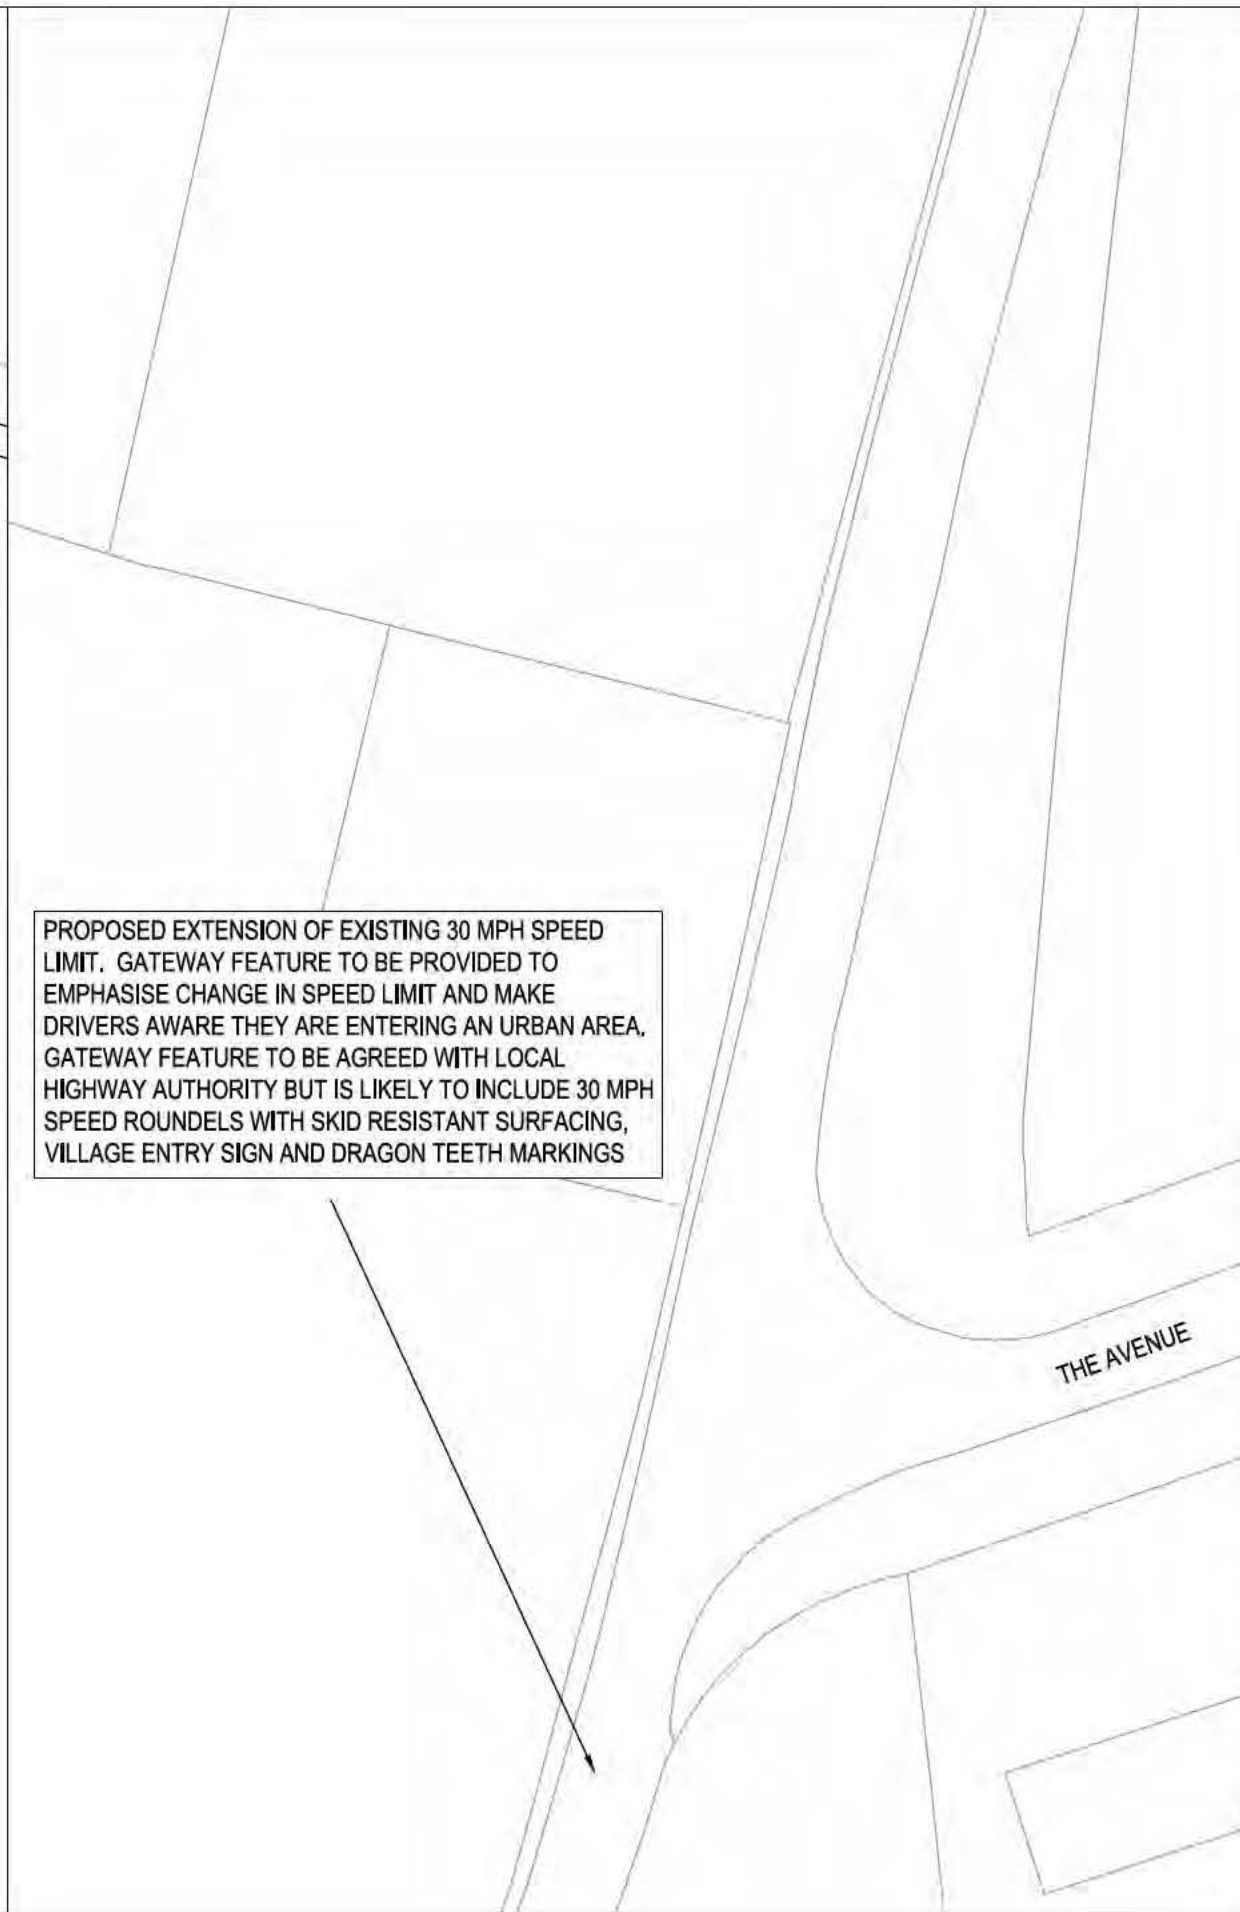 PROPOSED EXTENSION OF EXISTING 30 MPH SPEED
LIMIT. GATEWAY FEATURE TO BE PROVIDED TO
EMPHASISE CHANGE IN SPEED LIMIT AND MAKE
DRIVERS AWARE THEY ARE ENTERING AN URBAN AREA.
GATEWAY FEATURE TO BE AGREED WITH LOCAL
HIGHWAY AUTHORITY BUT IS LIKELY TO INCLUDE 30 MPH
SPEED ROUNDELS WITH SKID RESISTANT SURFACING,
VILLAGE ENTRY SIGN AND DRAGON TEETH MARKINGS
THE AVENUE